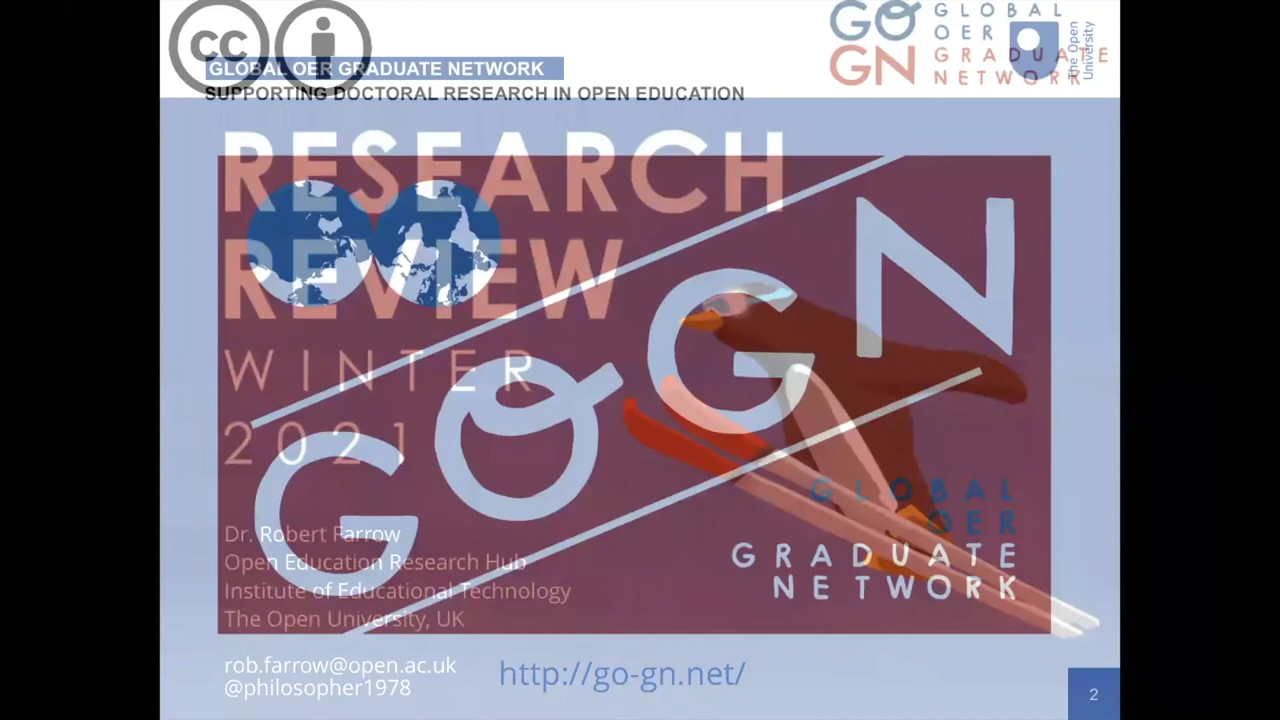 cc
GO
GN
GLOBAL
OER
GRADUATE
NETWORK
The Open
University
GLOBAL OER GRADUATE NETWORK
SUPPORTING DOCTORAL RESEARCH IN OPEN EDUCATION
RESEARCH
REVIEW
WINTER
2021
GO GN
GLOBAL
OER
GRADUATE
NETWORK
Dr. Robert Farrow
Open Education Research Hub
Institute of Educational Technology
The Open University, UK
rob.farrow@open.ac.uk
@philosopher1978
http://go-gn.net/
2